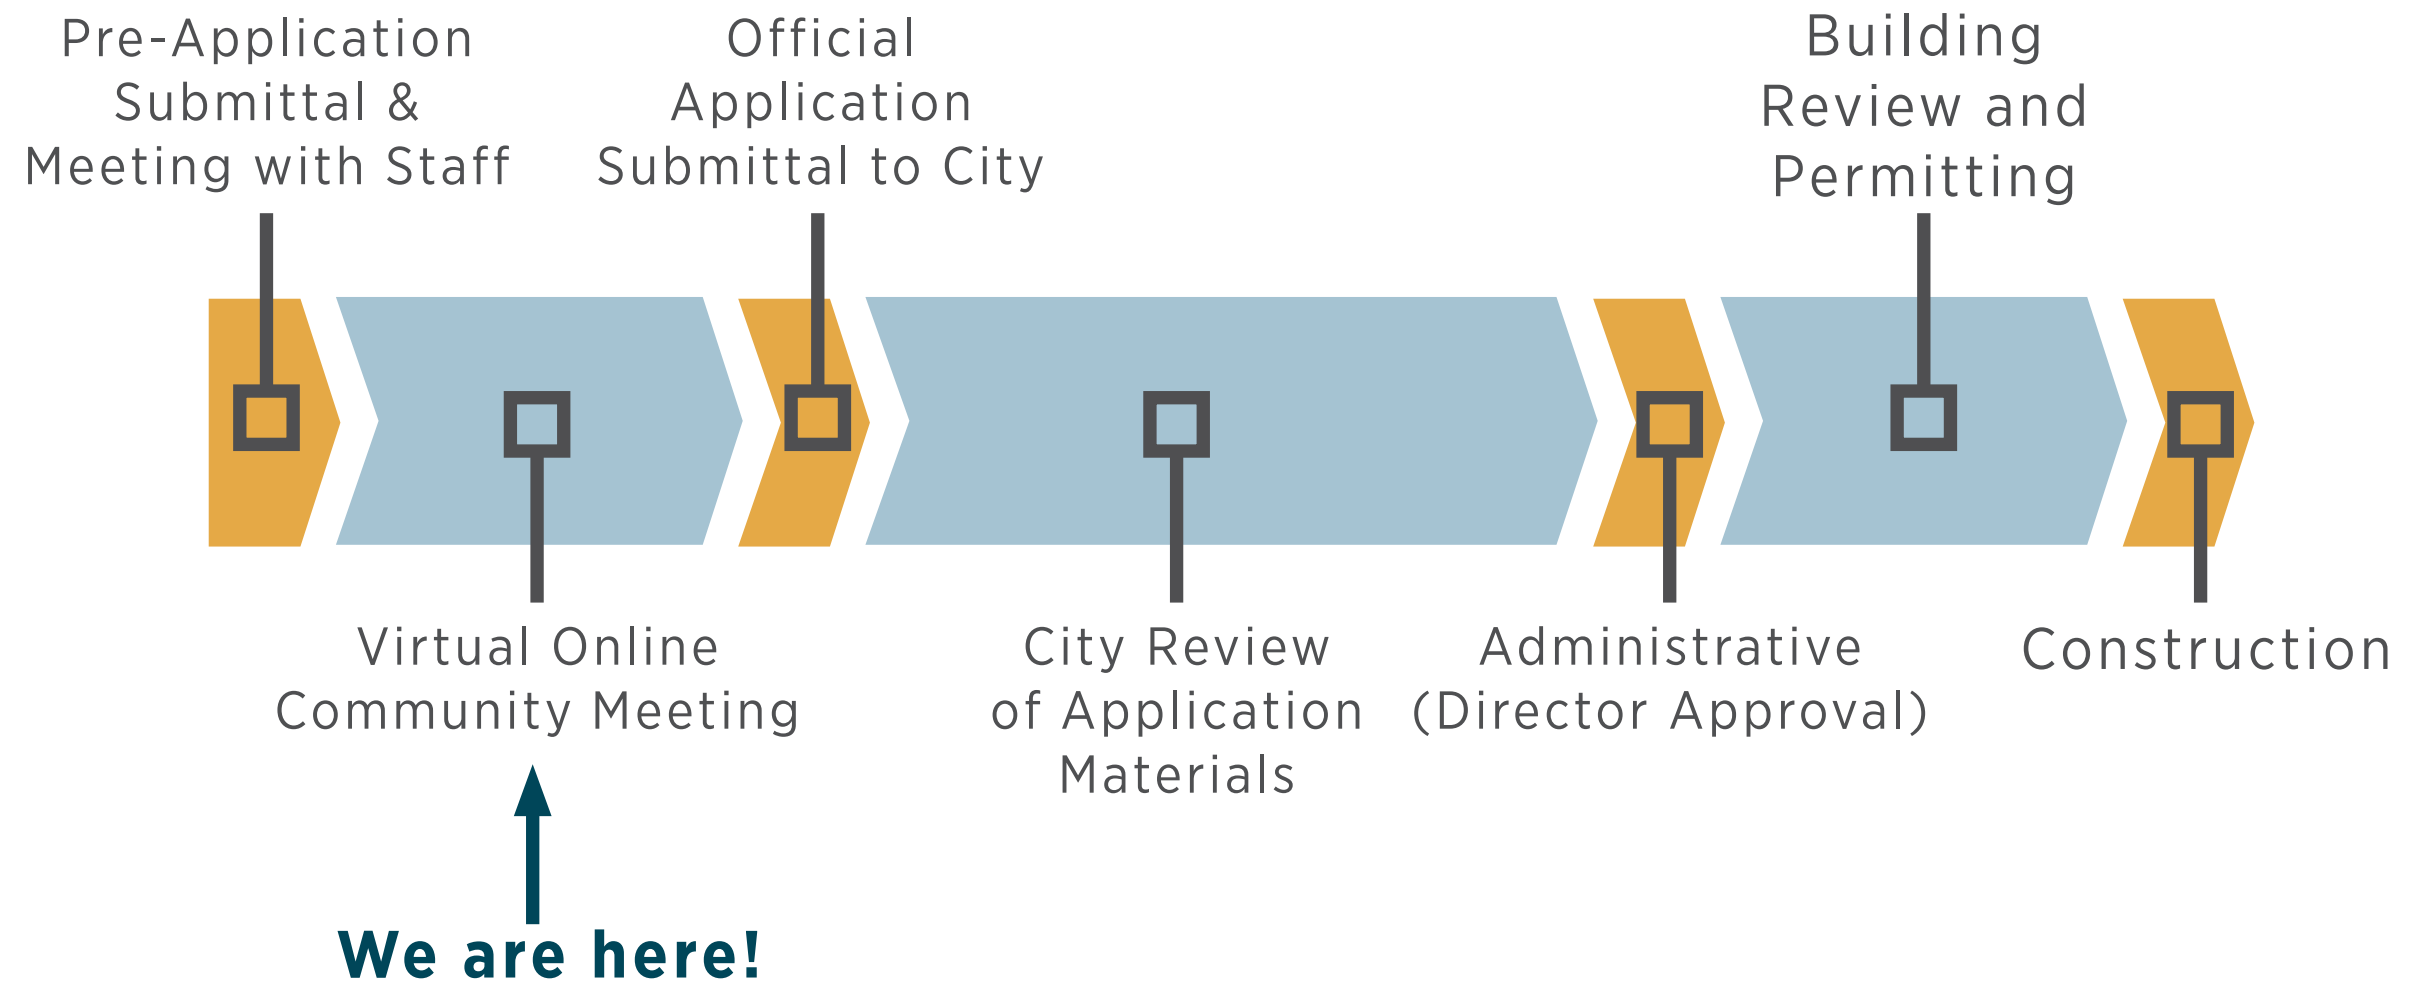 Pre-Application
Submittal &
Meeting with Staff
Official
Application
Submittal to City
Building
Review and
Permitting
Virtual Online
Community Meeting
City Review
of Application
Materials
Administrative
(Director Approval)
Construction
We are here!